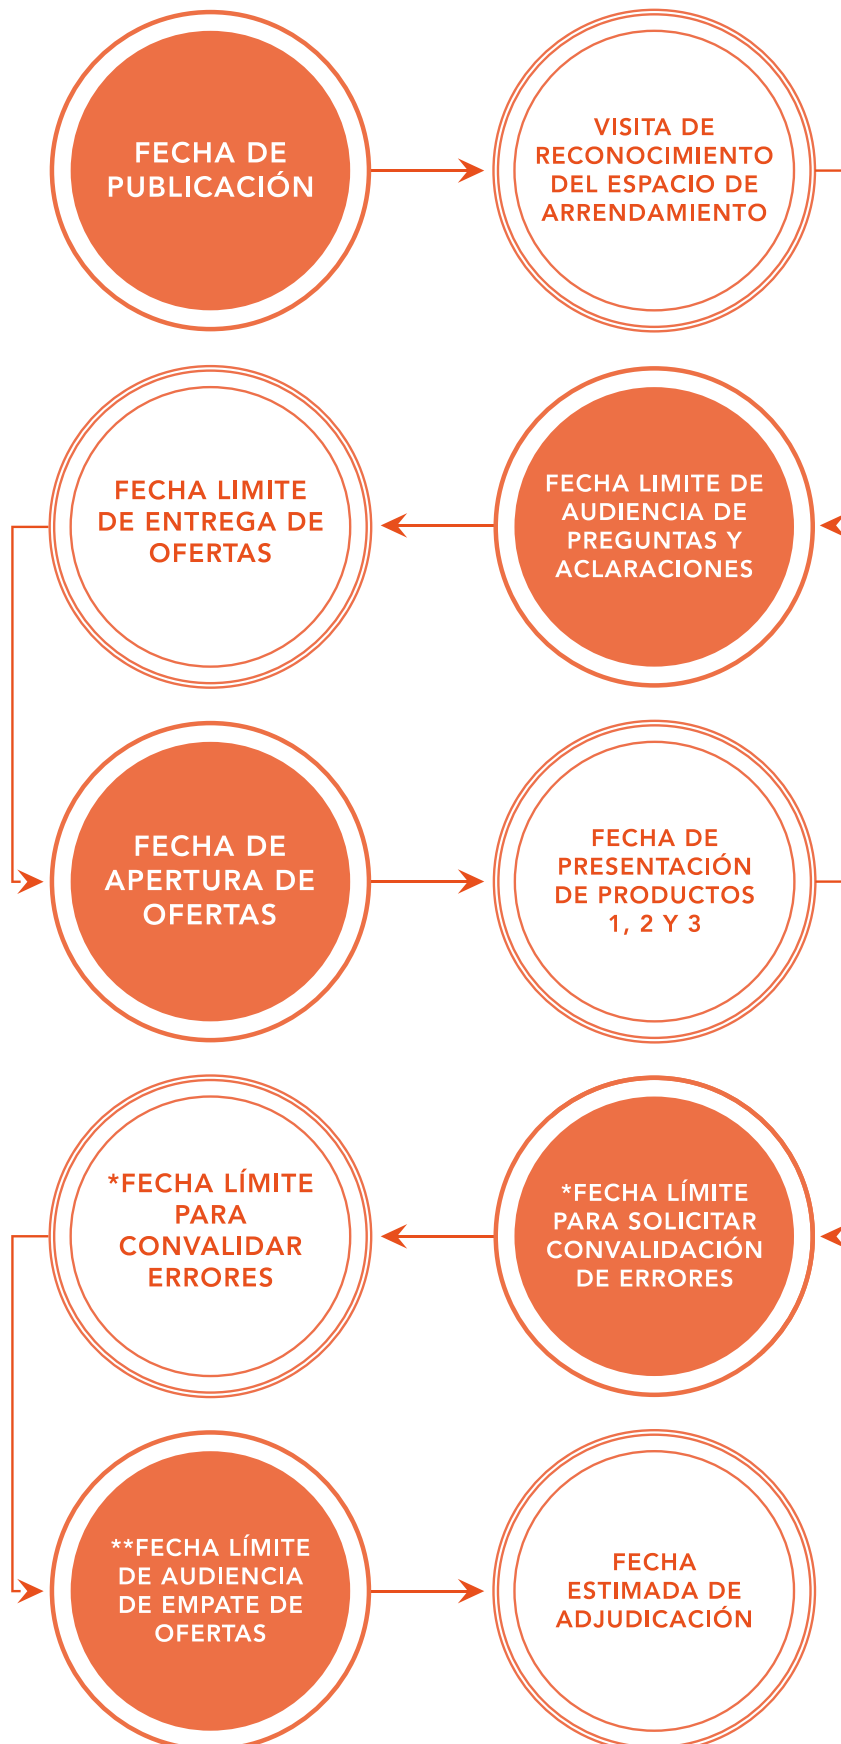 FECHA DE
PUBLICACIÓN
VISITA DE
RECONOCIMIENTO
DEL ESPACIO DE
ARRENDAMIENTO
FECHA LIMITE DE
AUDIENCIA DE
PREGUNTAS Y
ACLARACIONES
FECHA LIMITE
DE ENTREGA DE
OFERTAS
FECHA DE
APERTURA DE
OFERTAS
FECHA DE
PRESENTACIÓN
DE PRODUCTOS
1, 2 Y 3
*FECHA LÍMITE
PARA SOLICITAR
CONVALIDACIÓN
DE ERRORES
*FECHA LÍMITE
PARA
CONVALIDAR
ERRORES
**FECHA LÍMITE
DE AUDIENCIA
DE EMPATE DE
OFERTAS
FECHA
ESTIMADA DE
ADJUDICACIÓN